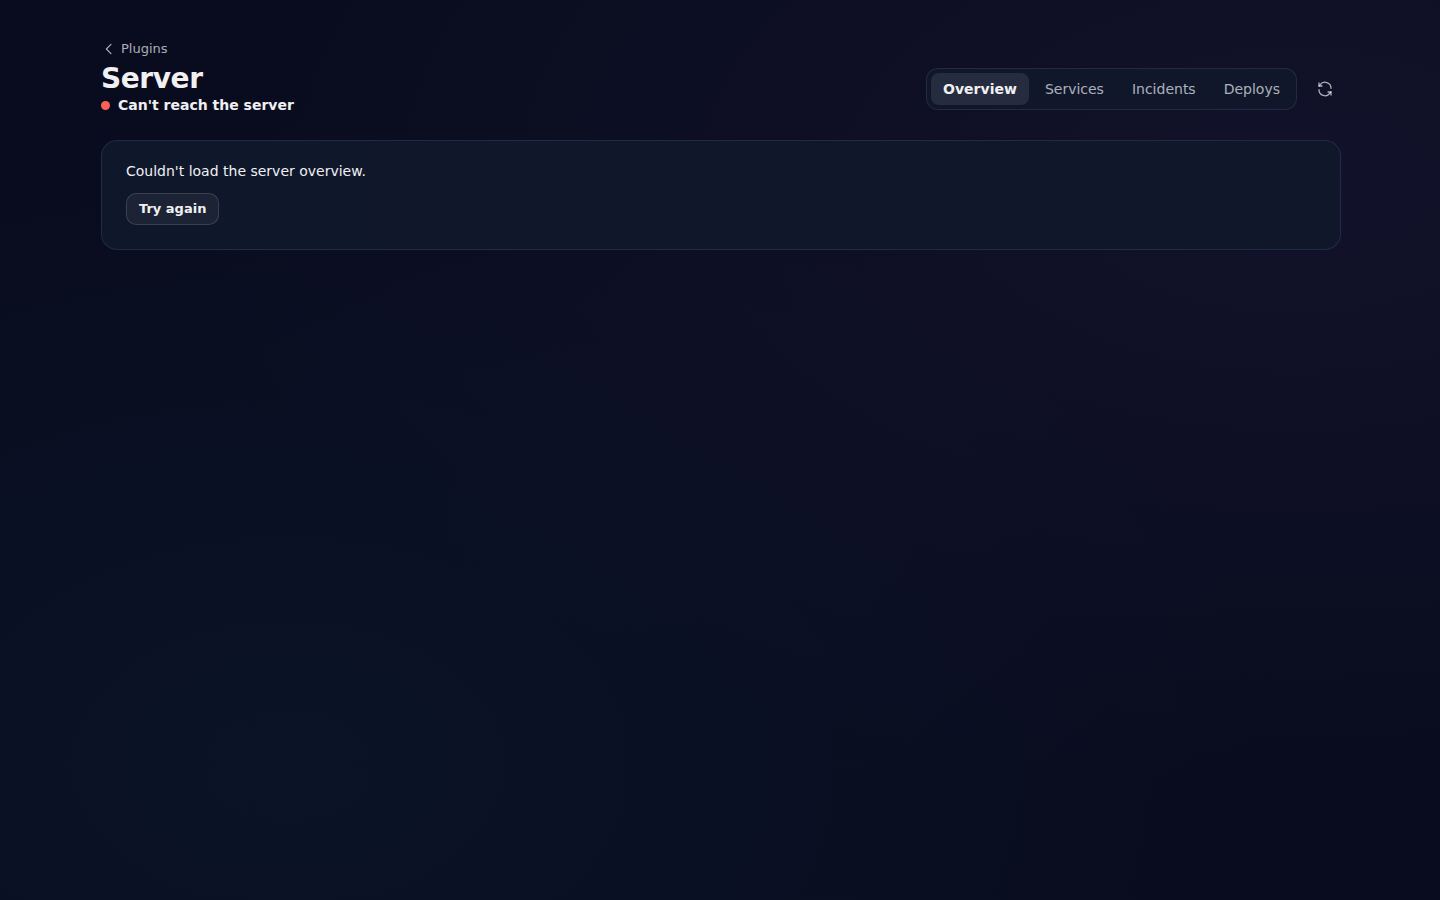 Plugins
Server
Can't reach the server
Overview
Services
Incidents
Deploys
Couldn't load the server overview.
Try again